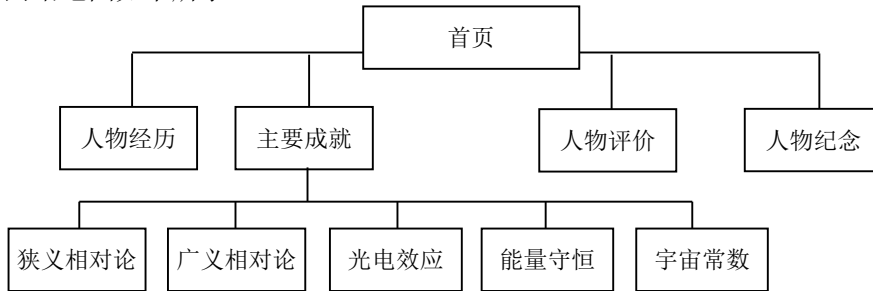 首页
人物经历
主要成就
人物评价
人物纪念
狭义相对论
广义相对论
光电效应
能量守恒
宇宙常数